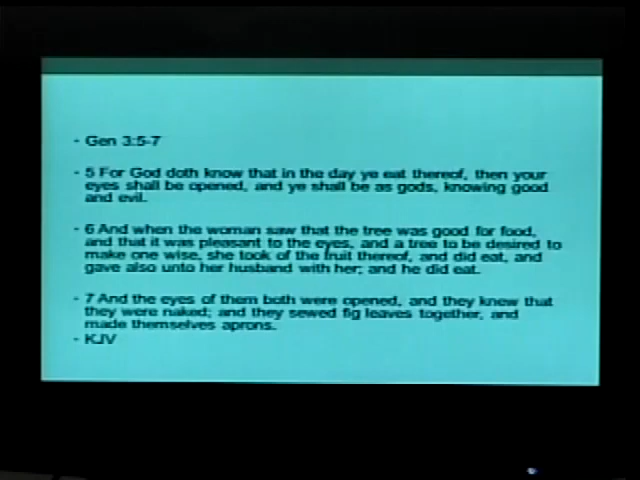 - Gen 3:5-7
- 5 For God doth know that in the day ye eat thereof, then your
eyes shall be opened, and ye shall be as gods, knowing good
and evil.
- 6 And when the woman saw that the tree was good for food,
and that it was pleasant to the eyes, and a tree to be desired to
make one wise, she took of the fruit thereof, and did eat, and
gave also unto her husband with her; and he did eat.
- 7 And the eyes of them both were opened, and they knew that
they were naked; and they sewed fig leaves together, and
made themselves aprons.
- KJV